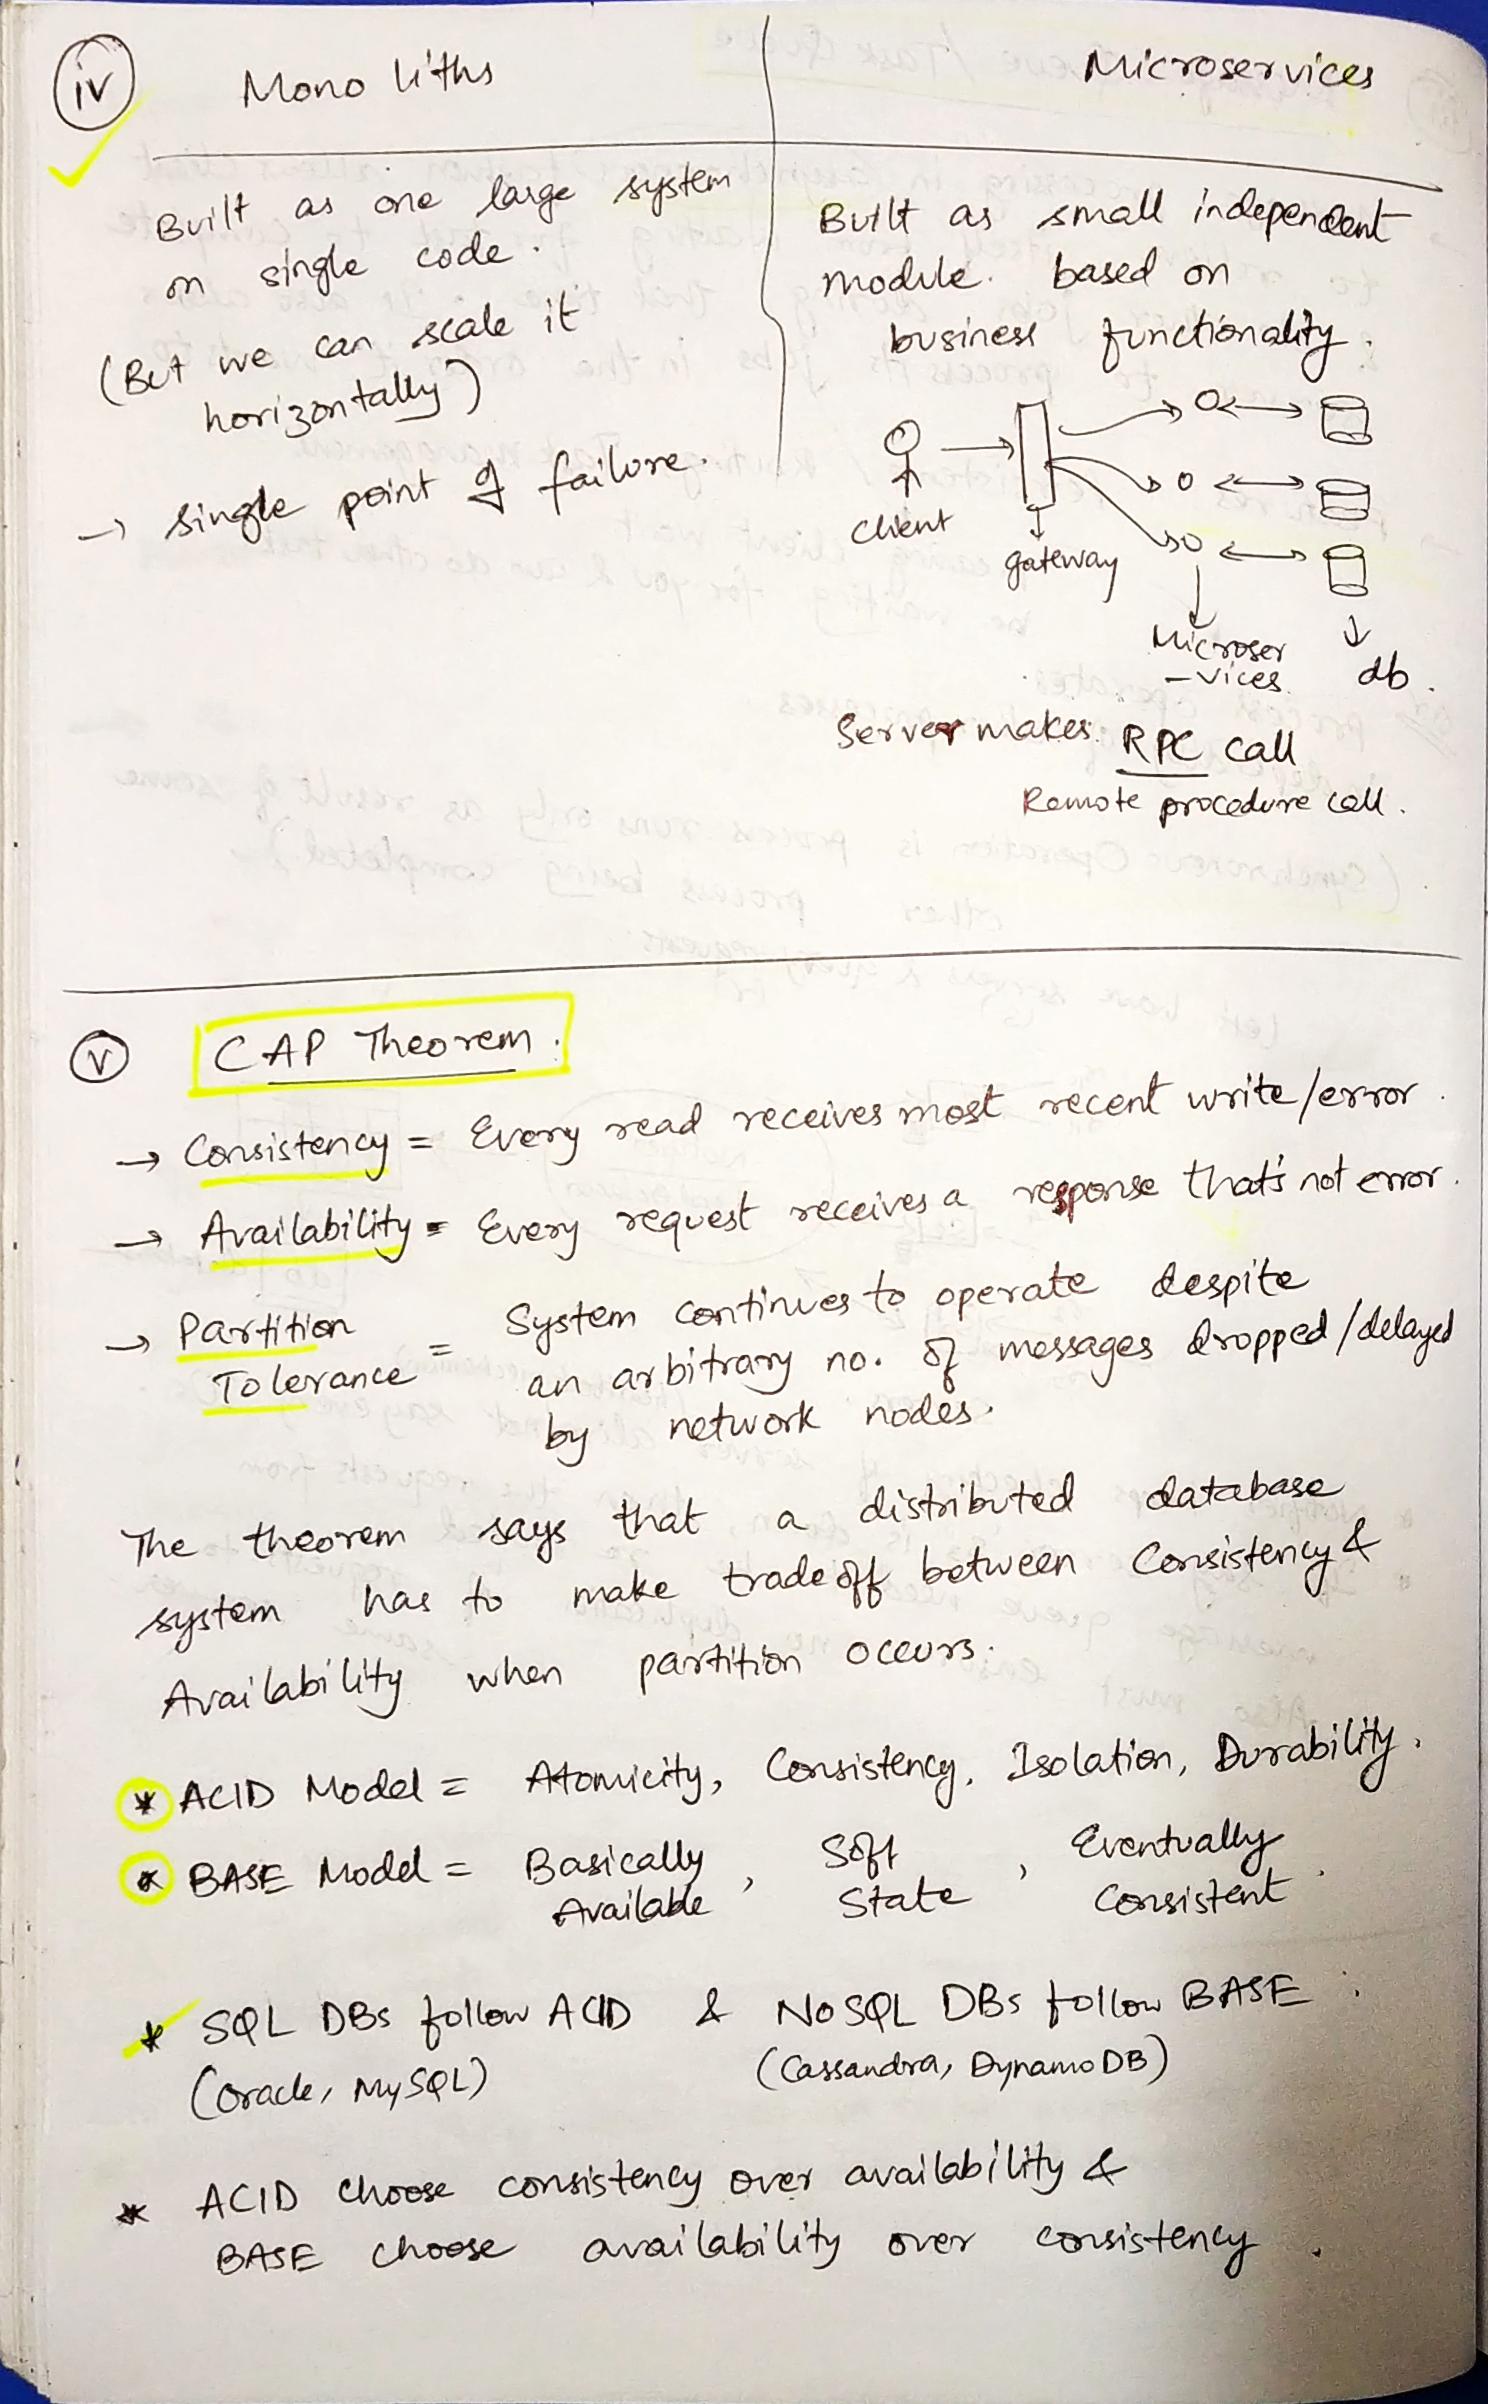 iv
Monoliths
Microservices
Built as one large system
on single code.
(But we can scale it
horizontally)
→ single point of failure.
Built as small independent
module. based on
business functionality.
client
gateway
Microser
-vices
db.
Server makes RPC call
Remote procedure call.
v
CAP Theorem.
→ Consistency = Every read receives most recent write/error.
→ Availability = Every request receives a response that's not error.
→ Partition
Tolerance = System continues to operate despite
an arbitrary no. of messages dropped/delayed
by network nodes.
The theorem says that a distributed database
system has to make tradeoff between Consistency &
Availability when partition occurs.
* ACID Model = Atomicity, Consistency, Isolation, Durability.
* BASE Model = Basically , Soft , Eventually
Available State Consistent.
* SQL DBs follow ACID & NOSQL DBs follow BASE.
(Oracle, MySQL) (Cassandra, DynamoDB)
* ACID choose consistency over availability &
BASE choose availability over consistency.